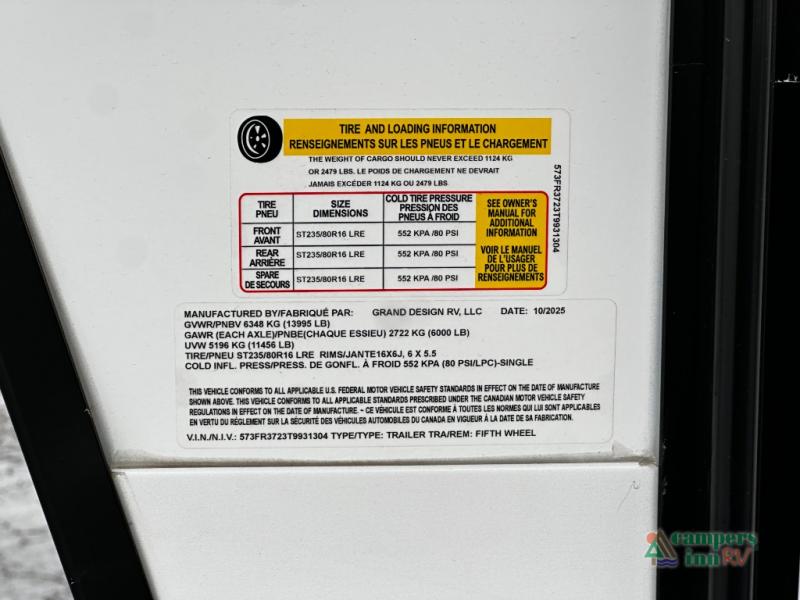 TIRE AND LOADING INFORMATION
RENSEIGNEMENTS SUR LES PNEUS ET LE CHARGEMENT
THE WEIGHT OF CARGO SHOULD NEVER EXCEED 1124 KG
OR 2479 LBS. LE POIDS DE CHARGEMENT NE DEVRAIT
JAMAIS EXCÉDER 1124 KG OU 2479 LBS.
TIRE
PNEU
SIZE
DIMENSIONS
COLD TIRE PRESSURE
PRESSION DES
PNEUS À FROID
FRONT
AVANT
ST235/80R16 LRE
552 KPA /80 PSI
REAR
ARRIÈRE
ST235/80R16 LRE
552 KPA /80 PSI
SPARE
DE SECOURS
ST235/80R16 LRE
552 KPA /80 PSI
SEE OWNER'S
MANUAL FOR
ADDITIONAL
INFORMATION
VOIR LE MANUEL
DE L'USAGER
POUR PLUS DE
RENSEIGNEMENTS
573FR3723T9931304
MANUFACTURED BY/FABRIQUÉ PAR: GRAND DESIGN RV, LLC DATE: 10/2025
GVWR/PNBV 6348 KG (13995 LB)
GAWR (EACH AXLE)/PNBE(CHAQUE ESSIEU) 2722 KG (6000 LB)
UVW 5196 KG (11456 LB)
TIRE/PNEU ST235/80R16 LRE RIMS/JANTE16X6J, 6 X 5.5
COLD INFL. PRESS/PRESS. DE GONFL. À FROID 552 KPA (80 PSI/LPC)-SINGLE
THIS VEHICLE CONFORMS TO ALL APPLICABLE U.S. FEDERAL MOTOR VEHICLE SAFETY STANDARDS IN EFFECT ON THE DATE OF MANUFACTURE
SHOWN ABOVE. THIS VEHICLE CONFORMS TO ALL APPLICABLE STANDARDS PRESCRIBED UNDER THE CANADIAN MOTOR VEHICLE SAFETY
REGULATIONS IN EFFECT ON THE DATE OF MANUFACTURE. - CE VÉHICULE EST CONFORME À TOUTES LES NORMES QUI LUI SONT APPLICABLES
EN VERTU DU RÈGLEMENT SUR LA SÉCURITÉ DES VÉHICULES AUTOMOBILES DU CANADA EN VIGUEUR À LA DATE DE SA FABRICATION.
V.I.N./N.I.V.: 573FR3723T9931304 TYPE/TYPE: TRAILER TRA/REM: FIFTH WHEEL
campers
inn RV